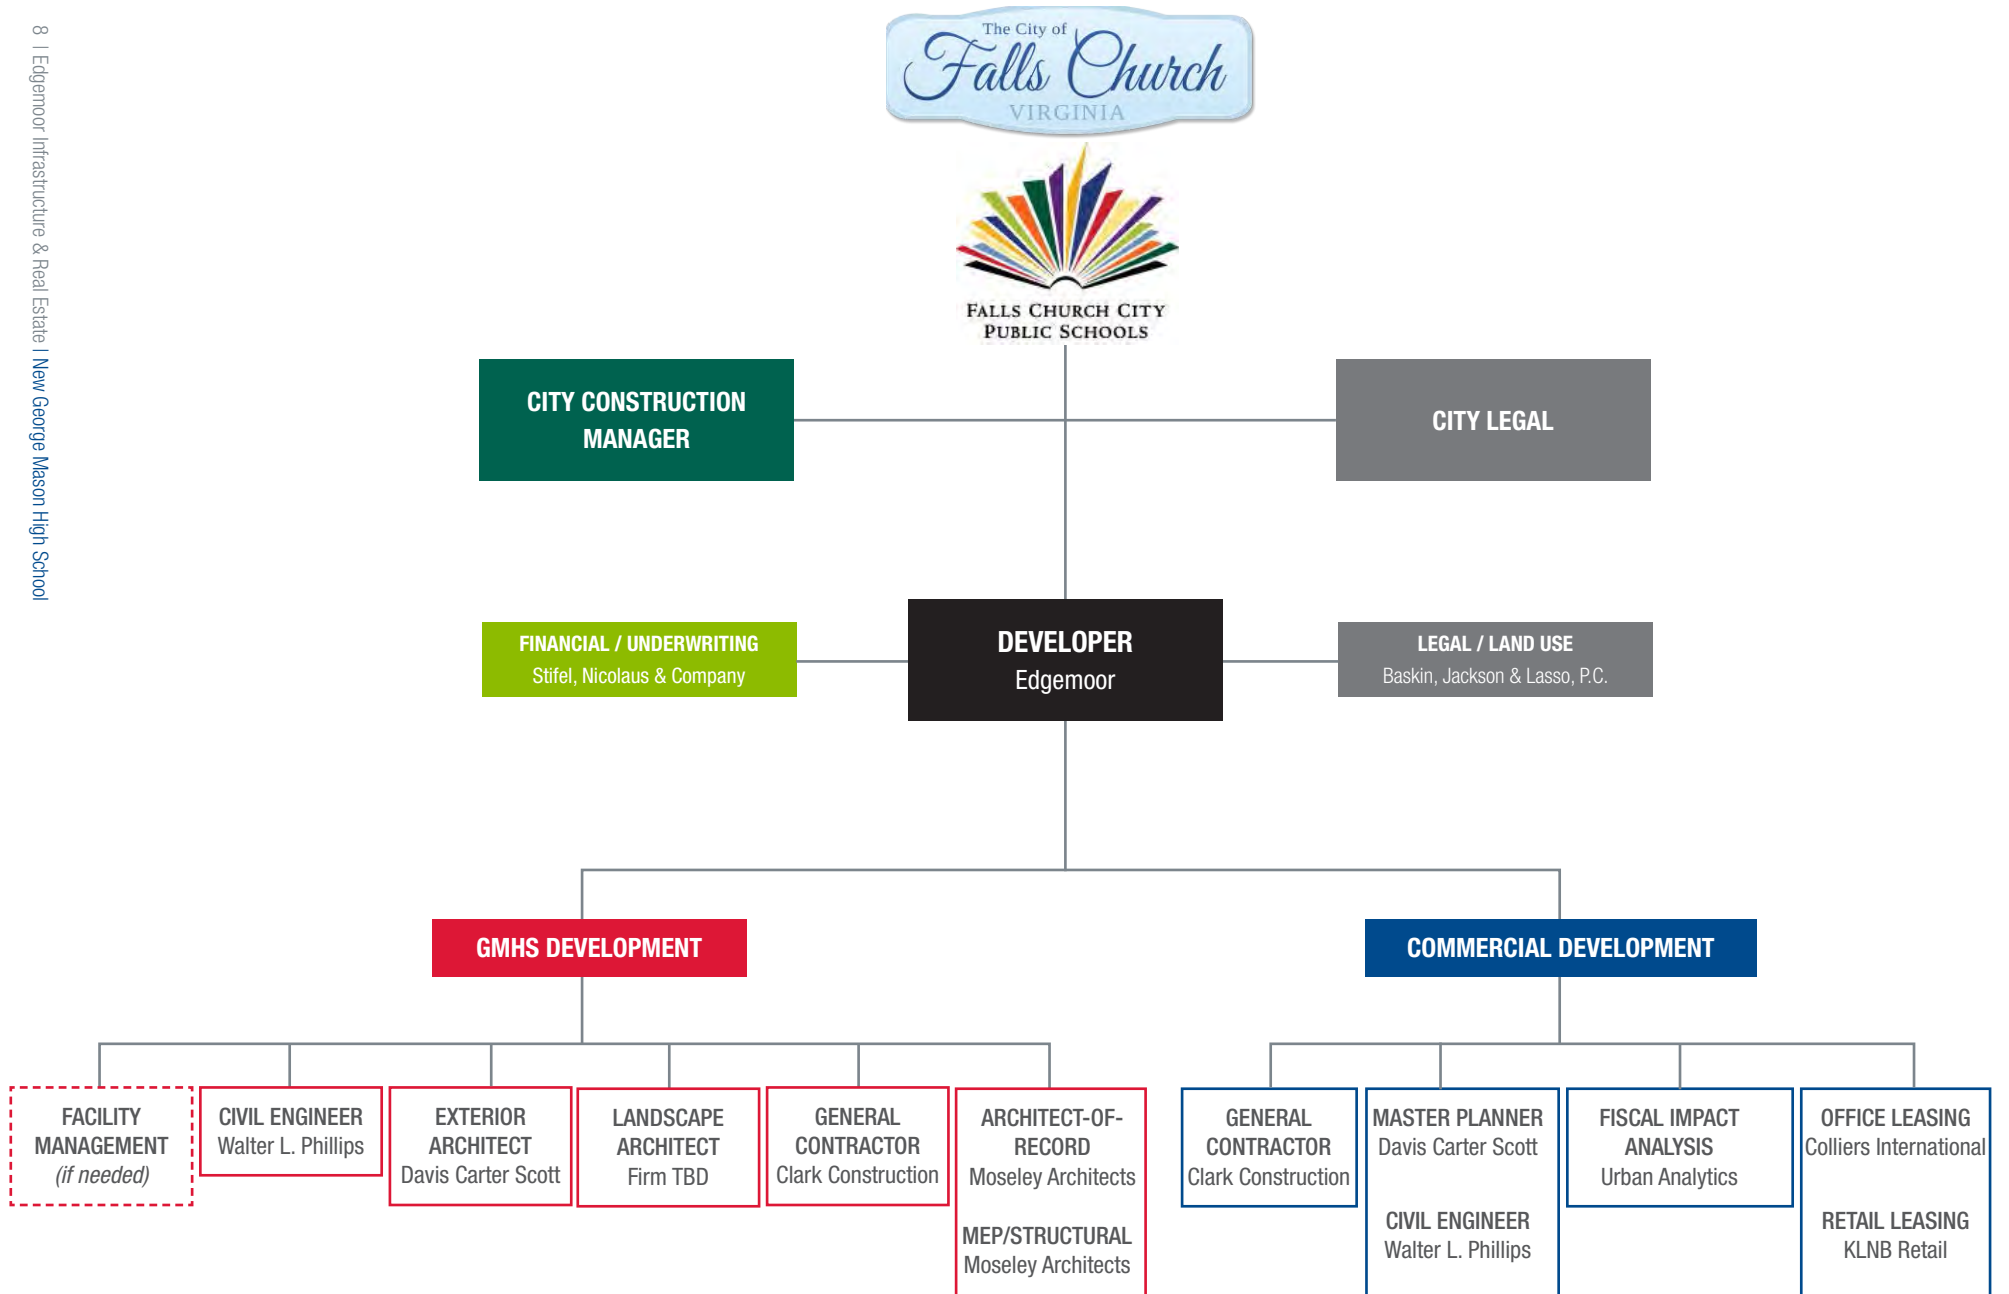 8 | Edgemoor Infrastructure & Real Estate | New George Mason High School
The City of
Falls Church
VIRGINIA
FALLS CHURCH CITY
PUBLIC SCHOOLS
CITY CONSTRUCTION
MANAGER
CITY LEGAL
FINANCIAL / UNDERWRITING
Stifel, Nicolaus & Company
DEVELOPER
Edgemoor
LEGAL / LAND USE
Baskin, Jackson & Lasso, P.C.
GMHS DEVELOPMENT
COMMERCIAL DEVELOPMENT
FACILITY
MANAGEMENT
(if needed)
CIVIL ENGINEER
Walter L. Phillips
EXTERIOR
ARCHITECT
Davis Carter Scott
LANDSCAPE
ARCHITECT
Firm TBD
GENERAL
CONTRACTOR
Clark Construction
ARCHITECT-OF-
RECORD
Moseley Architects
MEP/STRUCTURAL
Moseley Architects
GENERAL
CONTRACTOR
Clark Construction
MASTER PLANNER
Davis Carter Scott
CIVIL ENGINEER
Walter L. Phillips
FISCAL IMPACT
ANALYSIS
Urban Analytics
OFFICE LEASING
Colliers International
RETAIL LEASING
KLNB Retail